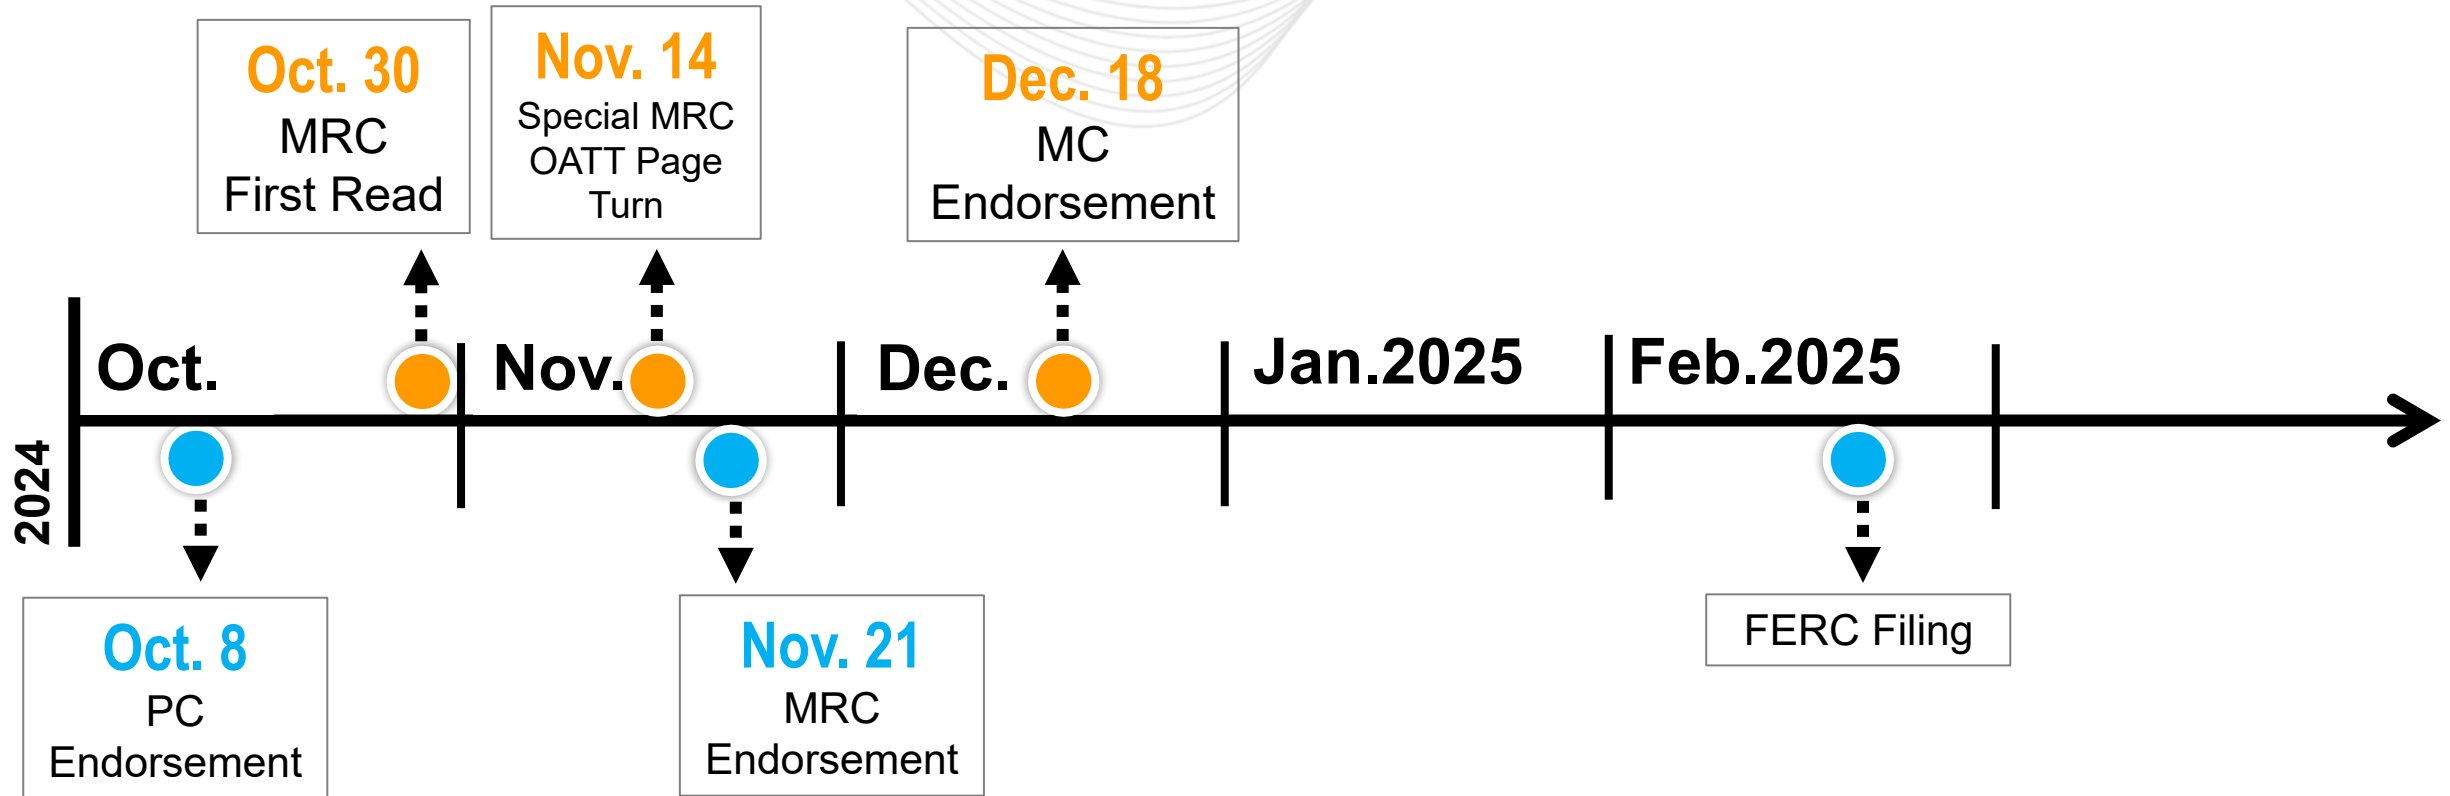 Oct. 30
MRC
First Read
Nov. 14
Special MRC
OATT Page
Turn
Dec. 18
MC
Endorsement
2024
Oct.
Nov.
Dec.
Jan.2025
Feb.2025
Oct. 8
PC
Endorsement
Nov. 21
MRC
Endorsement
FERC Filing